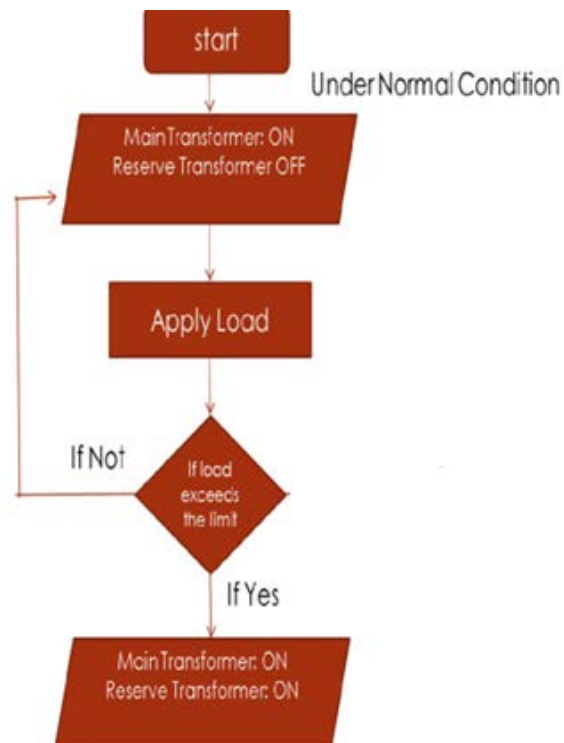 start
Under Normal Condition
Main Transformer: ON
Reserve Transformer OFF
Apply Load
If Not
If load
exceeds
the limit
If Yes
Main Transformer: ON
Reserve Transformer: ON